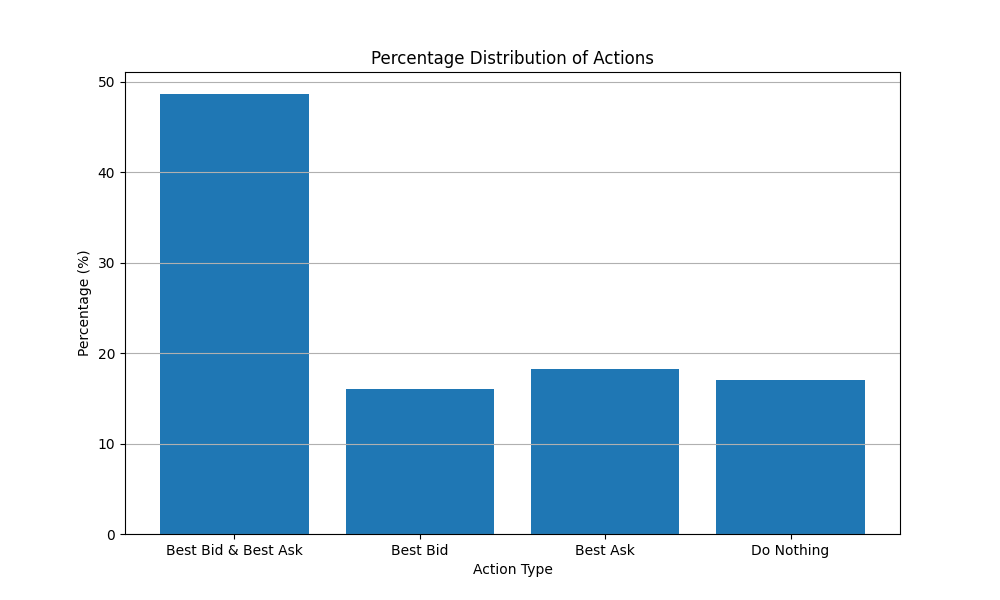 Percentage Distribution of Actions
Percentage (%)
50
40
30
20
10
0
Best Bid & Best Ask
Best Bid
Best Ask
Do Nothing
Action Type